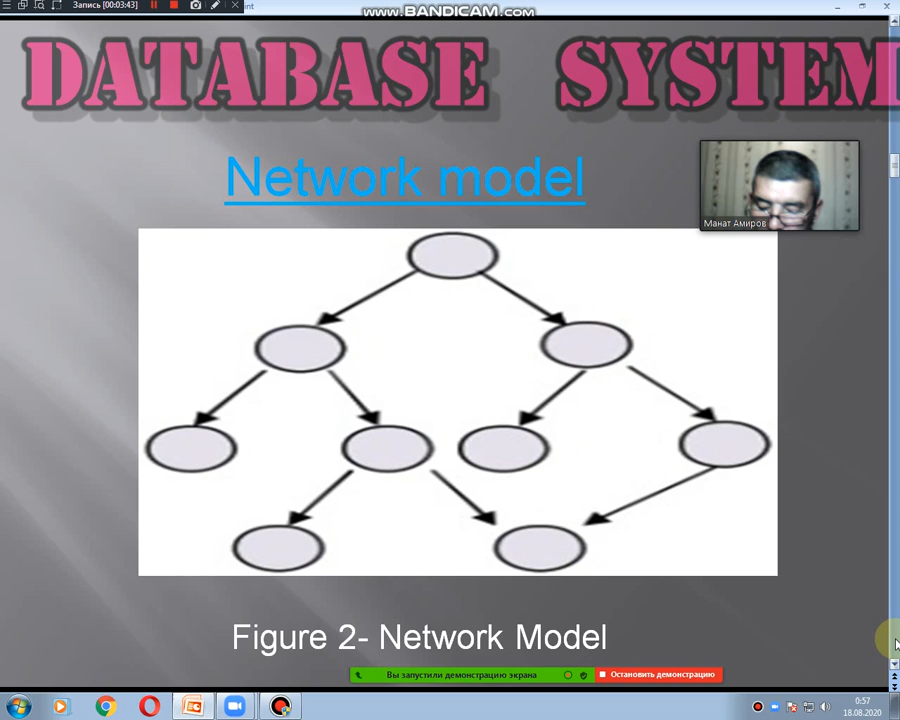 Запись [00:03:43]
int
www.BANDICAM.com
DATABASE SYSTEM
Network model
Манат Амиров
Figure 2- Network Model
Вы запустили демонстрацию экрана
Остановить демонстрацию
0:57
18.08.2020